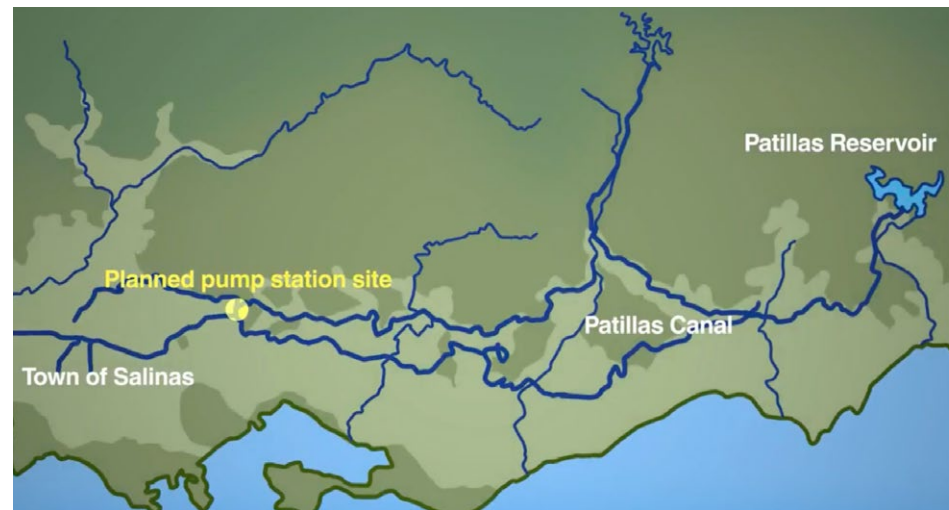 Patillas Reservoir
Planned pump station site
Patillas Canal
Town of Salinas